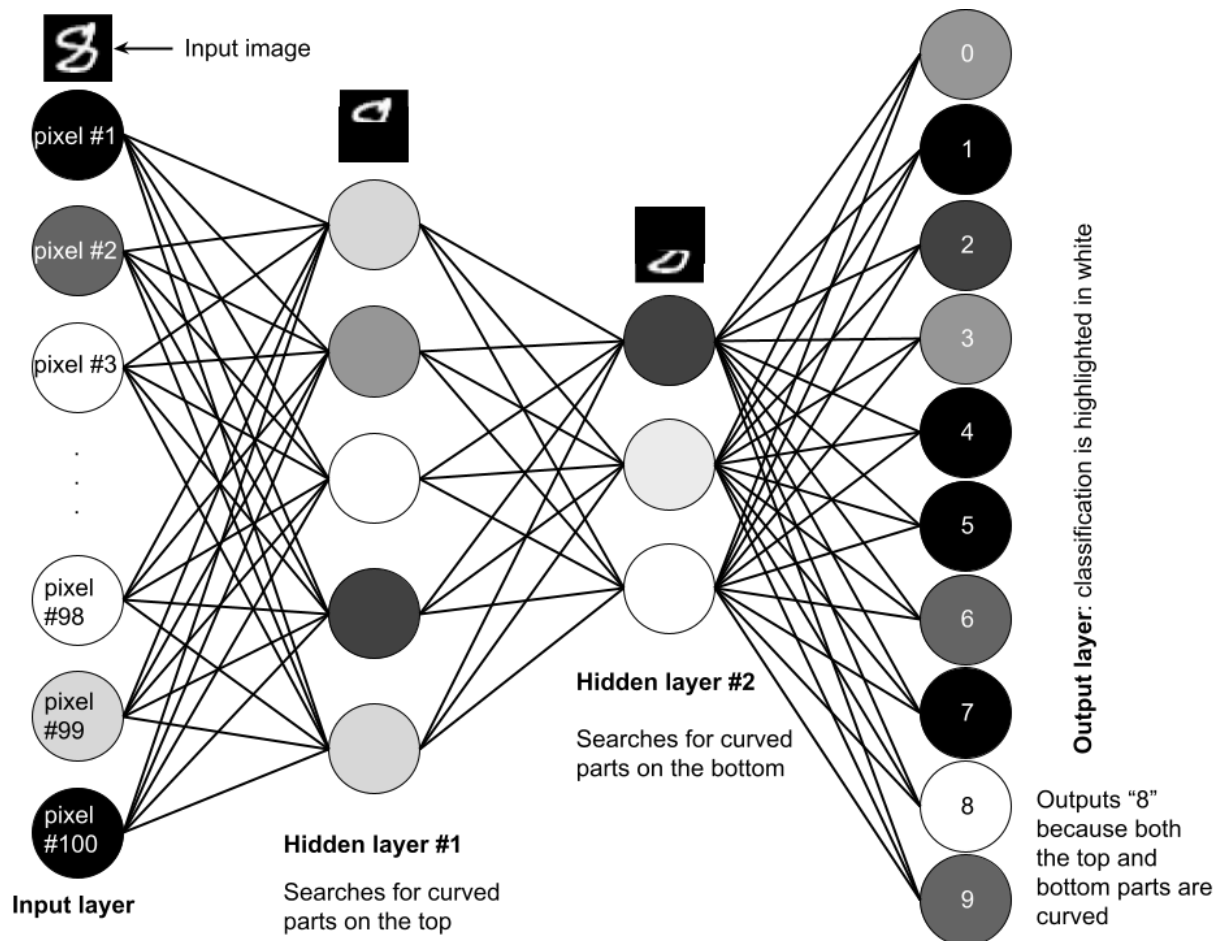 Input image
pixel #1
pixel #2
pixel #3
.
.
.
pixel
#98
pixel
#99
pixel
#100
Input layer
Hidden layer #1
Searches for curved
parts on the top
Hidden layer #2
Searches for curved
parts on the bottom
0
1
2
3
4
5
6
7
8
9
Output layer: classification is highlighted in white
Outputs “8”
because both
the top and
bottom parts are
curved